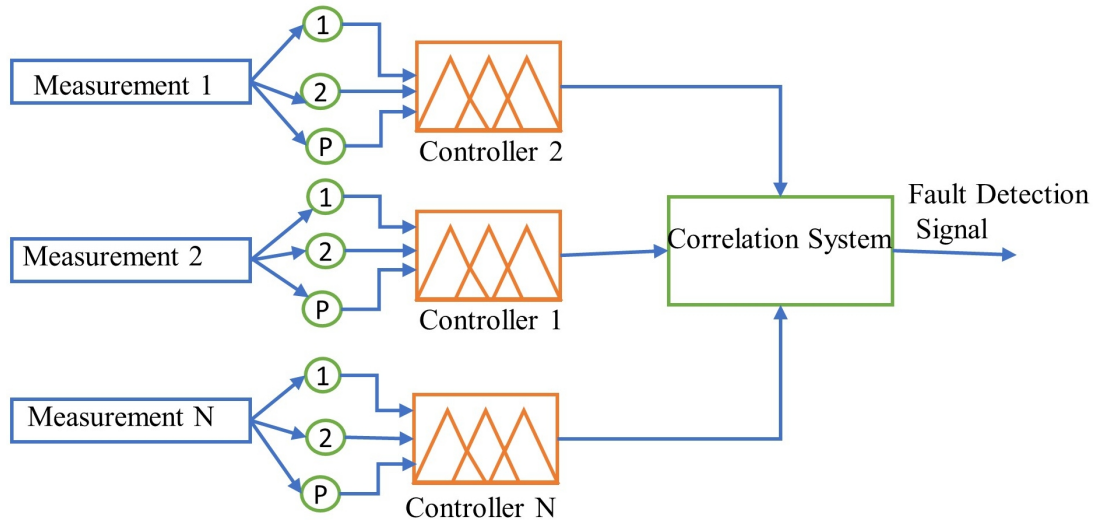 Measurement 1
1
2
P
Controller 2
Measurement 2
1
2
P
Controller 1
Measurement N
1
2
P
Controller N
Correlation System
Fault Detection
Signal